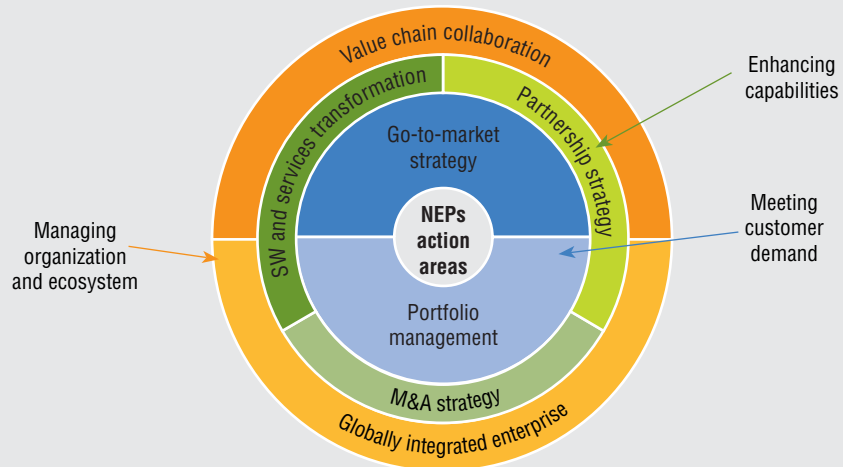 Value chain collaboration
Enhancing
capabilities
SW and services transformation
Partnership strategy
Go-to-market
strategy
NEPs
action
areas
Meeting
customer
demand
Managing
organization
and ecosystem
Portfolio
management
M&A strategy
Globally integrated enterprise